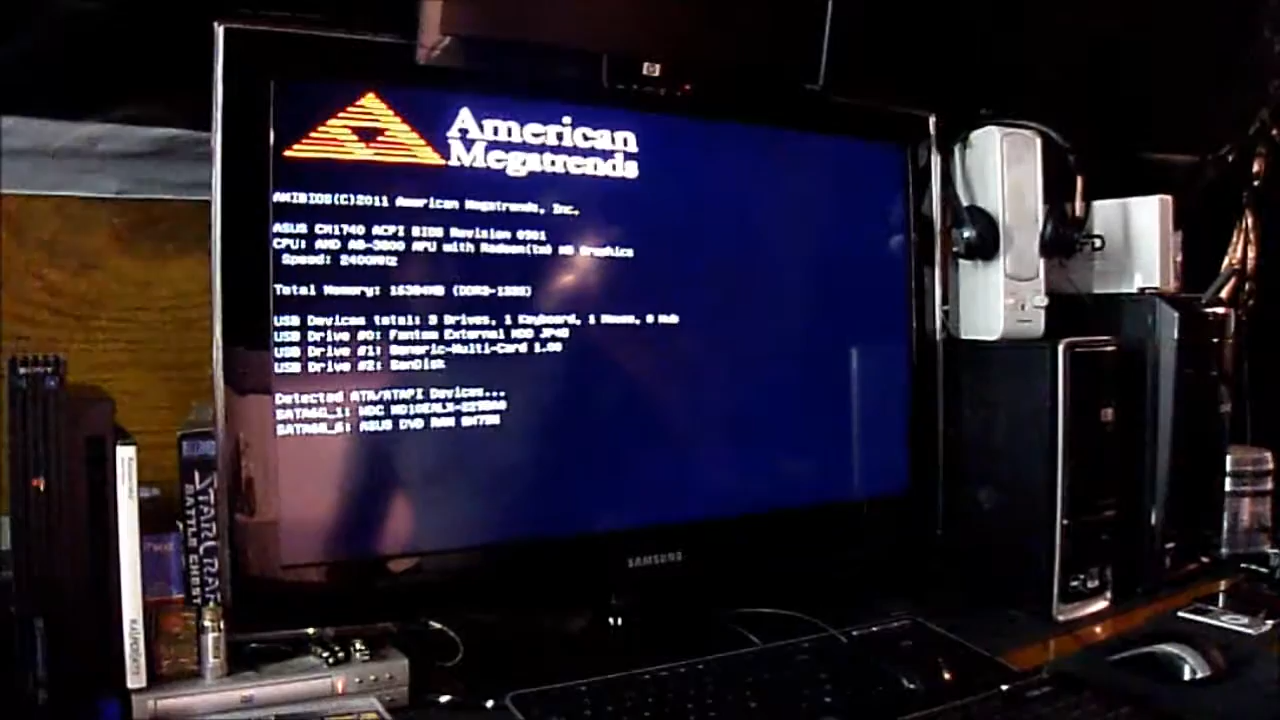 American
Megatrends
AMIBIOS(C)2011 American Megatrends, Inc.
ASUS CM1740 ACPI BIOS Revision 0901
CPU: AMD A8-3800 APU with Radeon(tm) HD Graphics
Speed: 2400MHz
Total Memory: 16384MB (DDR3-1333)
USB Devices total: 3 Drives, 1 Keyboard, 1 Mouse, 0 Hub
USB Drive #0: Fantom External HDD
USB Drive #1: Generic-Multi-Card 1.00
USB Drive #2: SanDisk
Detected ATA/ATAPI Devices...
SATA6G_1: WDC
SATA6G_6: ASUS DVD RAM
SAMSUNG
STARCRAFT
BATTLE CHEST